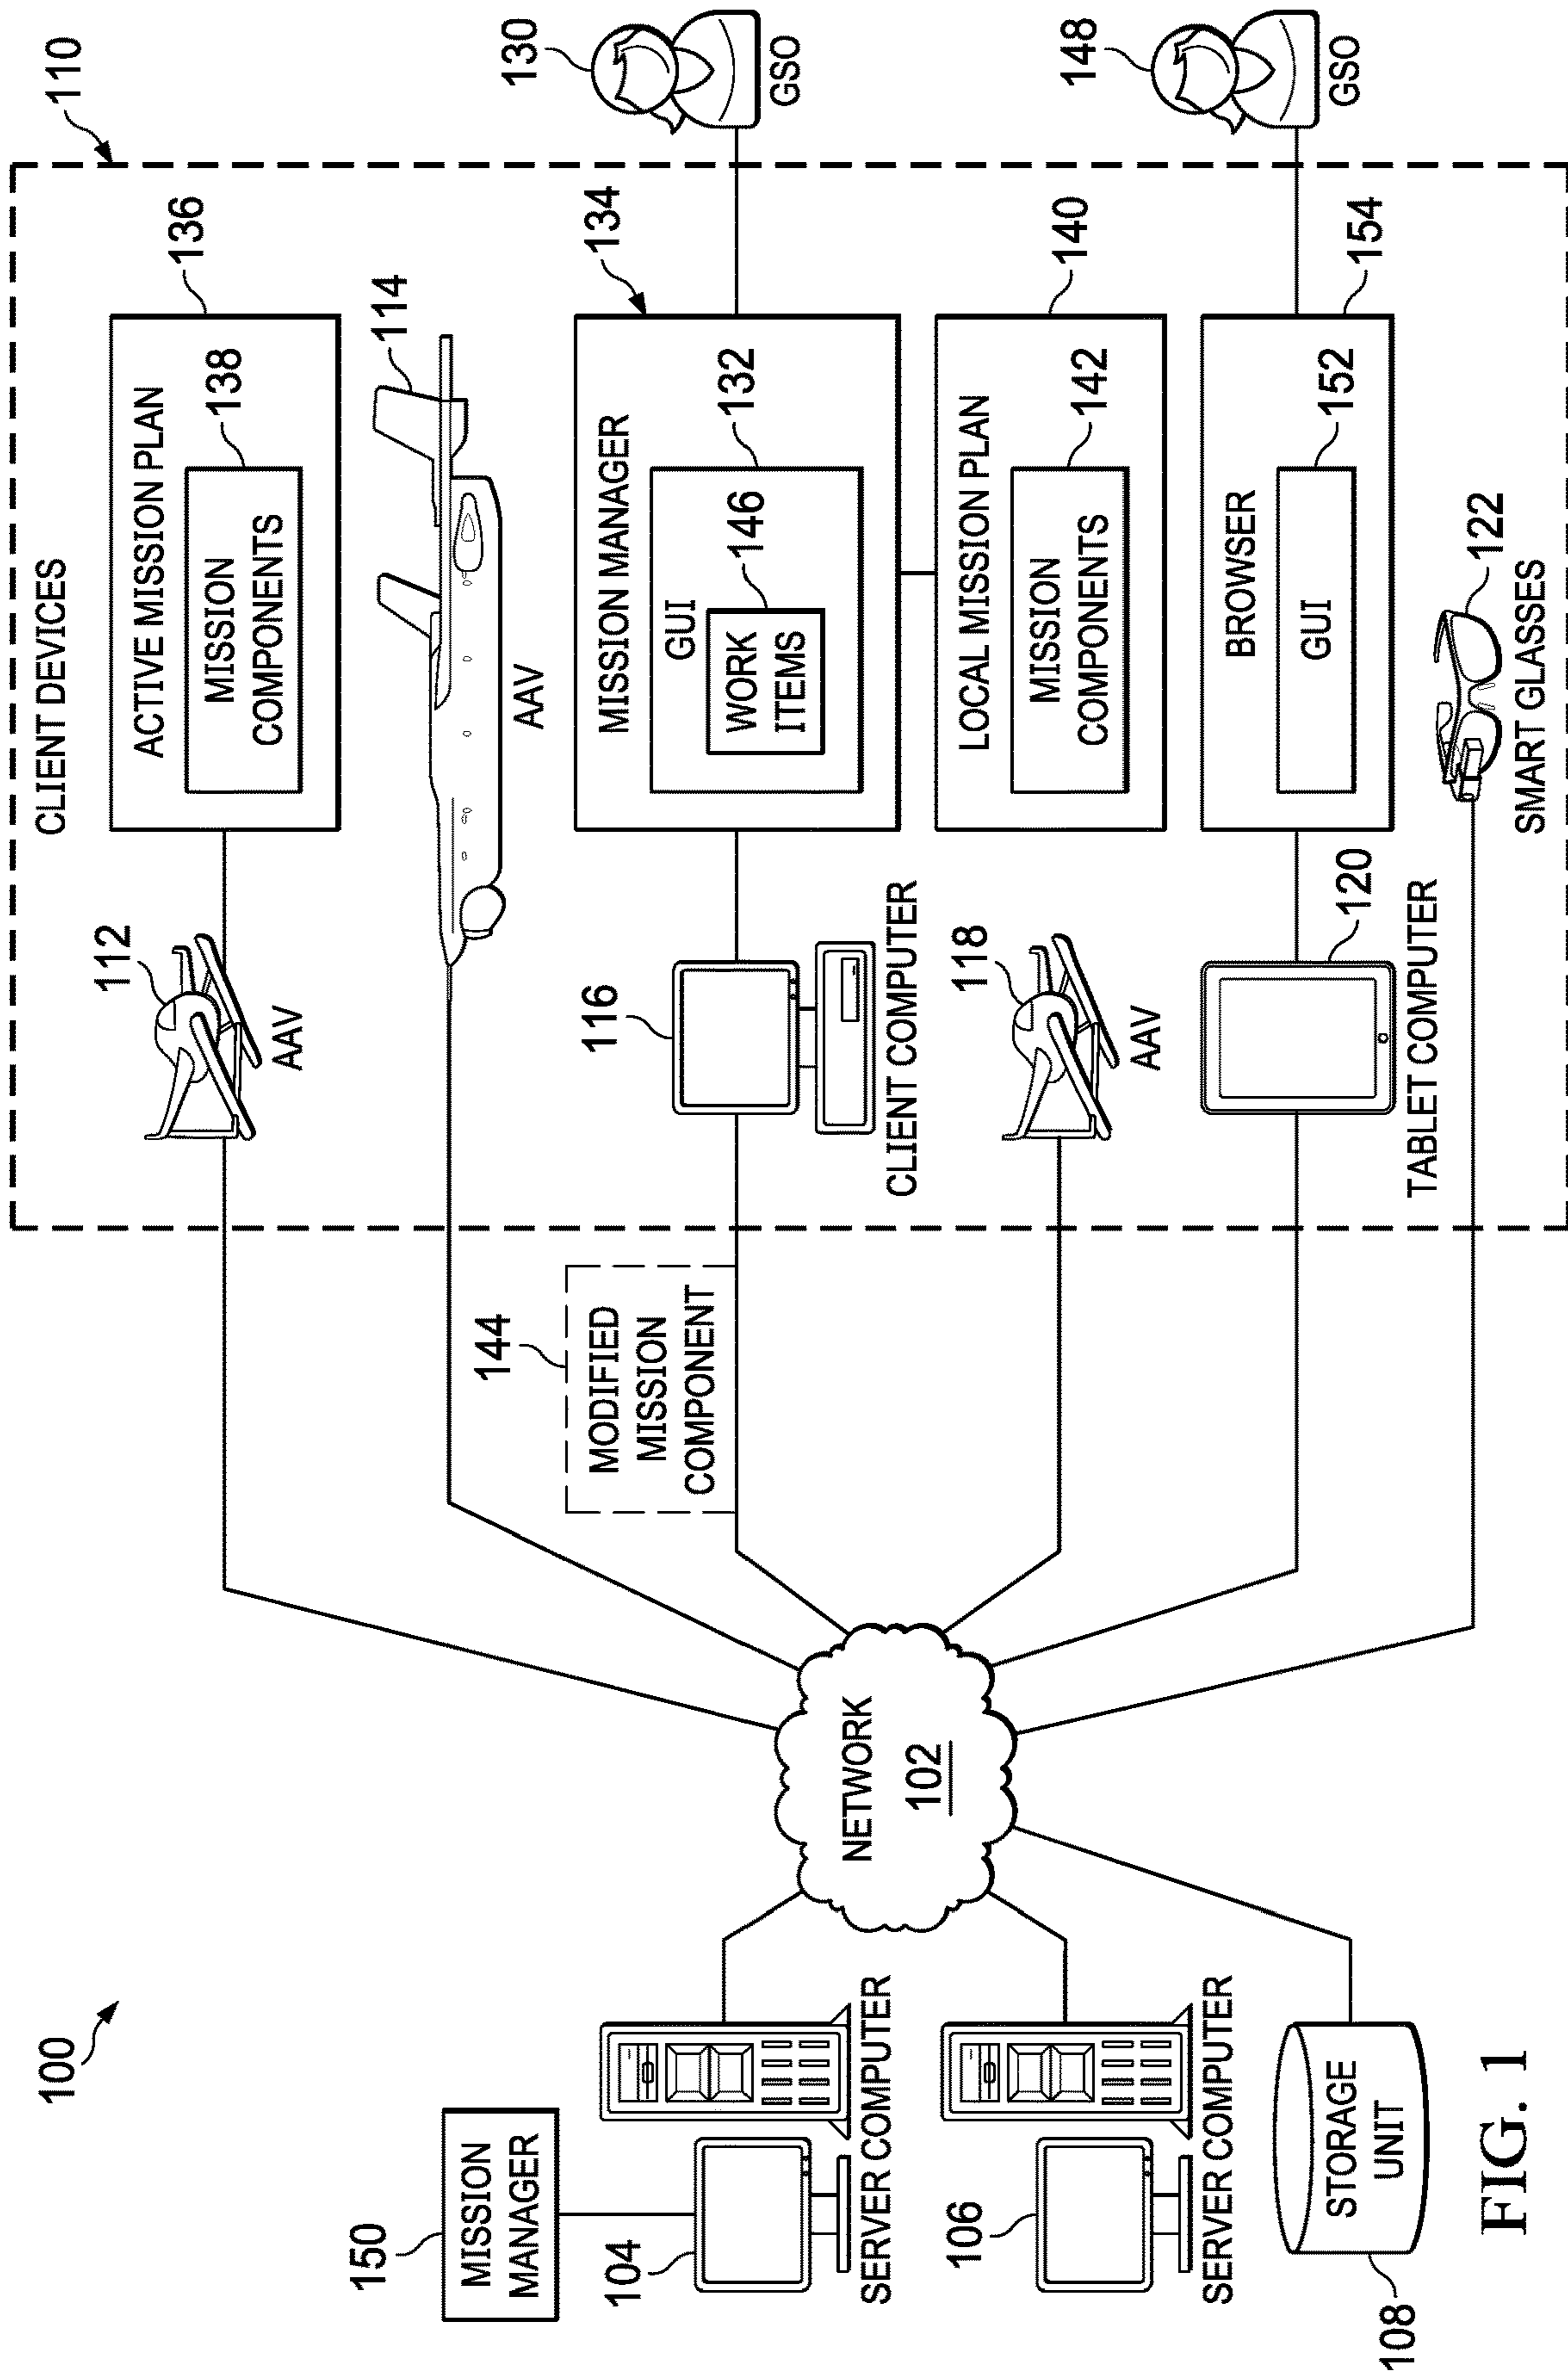 100
150
MISSION
MANAGER
104
SERVER COMPUTER
106
SERVER COMPUTER
STORAGE
UNIT
108
NETWORK
102
144
MODIFIED
MISSION
COMPONENT
CLIENT DEVICES
110
112
AAV
ACTIVE MISSION PLAN
136
MISSION
COMPONENTS
138
114
AAV
116
CLIENT COMPUTER
MISSION MANAGER
134
GUI
132
WORK
ITEMS
146
130
GSO
LOCAL MISSION PLAN
140
MISSION
COMPONENTS
142
118
AAV
120
TABLET COMPUTER
BROWSER
154
GUI
152
148
GSO
122
SMART GLASSES
FIG. 1